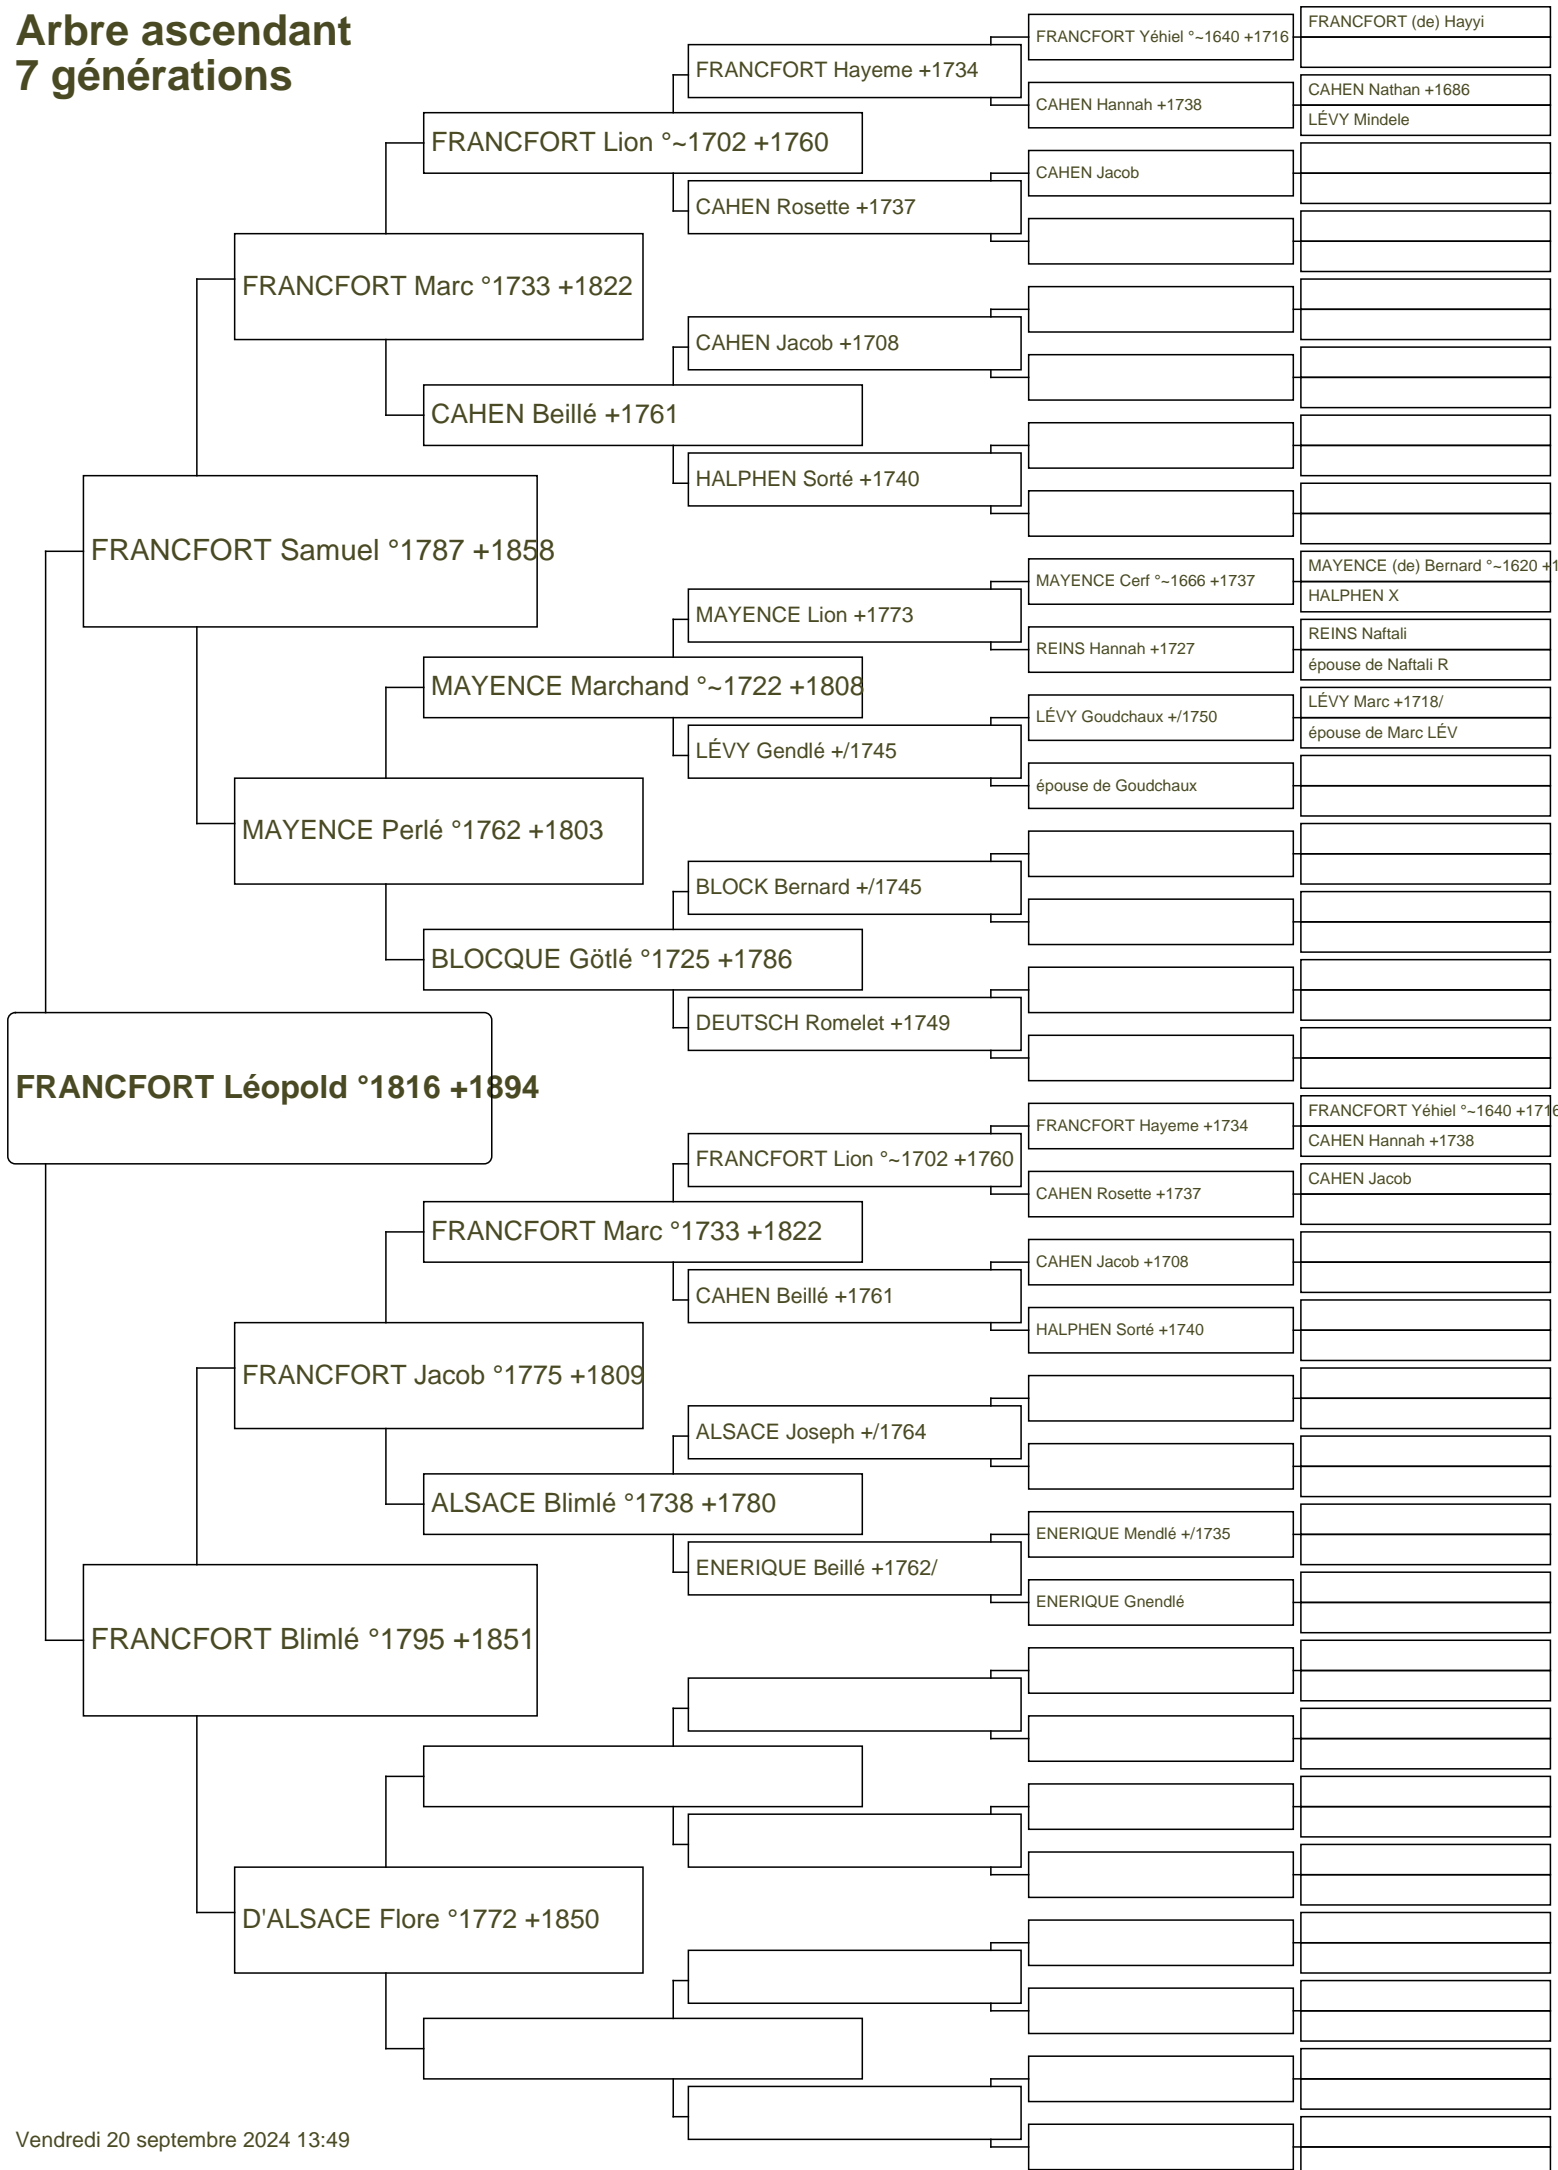 Arbre ascendant
7 générations
FRANCFORT (de) Hayyi
FRANCFORT Yéhiel °~1640 +1716
FRANCFORT Hayeme +1734
CAHEN Nathan +1686
CAHEN Hannah +1738
LÉVY Mindele
FRANCFORT Lion °~1702 +1760
CAHEN Jacob
CAHEN Rosette +1737
FRANCFORT Marc °1733 +1822
CAHEN Jacob +1708
CAHEN Beillé +1761
HALPHEN Sorté +1740
FRANCFORT Samuel °1787 +1858
MAYENCE (de) Bernard °~1620 +1
MAYENCE Cerf °~1666 +1737
HALPHEN X
MAYENCE Lion +1773
REINS Naftali
REINS Hannah +1727
épouse de Naftali R
MAYENCE Marchand °~1722 +1808
LÉVY Marc +1718/
LÉVY Goudchaux +/1750
épouse de Marc LÉV
LÉVY Gendlé +/1745
épouse de Goudchaux
MAYENCE Perlé °1762 +1803
BLOCK Bernard +/1745
BLOCQUE Götlé °1725 +1786
DEUTSCH Romelet +1749
FRANCFORT Léopold °1816 +1894
FRANCFORT Yéhiel °~1640 +1716
FRANCFORT Hayeme +1734
CAHEN Hannah +1738
FRANCFORT Lion °~1702 +1760
CAHEN Jacob
CAHEN Rosette +1737
FRANCFORT Marc °1733 +1822
CAHEN Jacob +1708
CAHEN Beillé +1761
HALPHEN Sorté +1740
FRANCFORT Jacob °1775 +1809
ALSACE Joseph +/1764
ALSACE Blimlé °1738 +1780
ENERIQUE Mendlé +/1735
ENERIQUE Beillé +1762/
ENERIQUE Gnendlé
FRANCFORT Blimlé °1795 +1851
D'ALSACE Flore °1772 +1850
Vendredi 20 septembre 2024 13:49